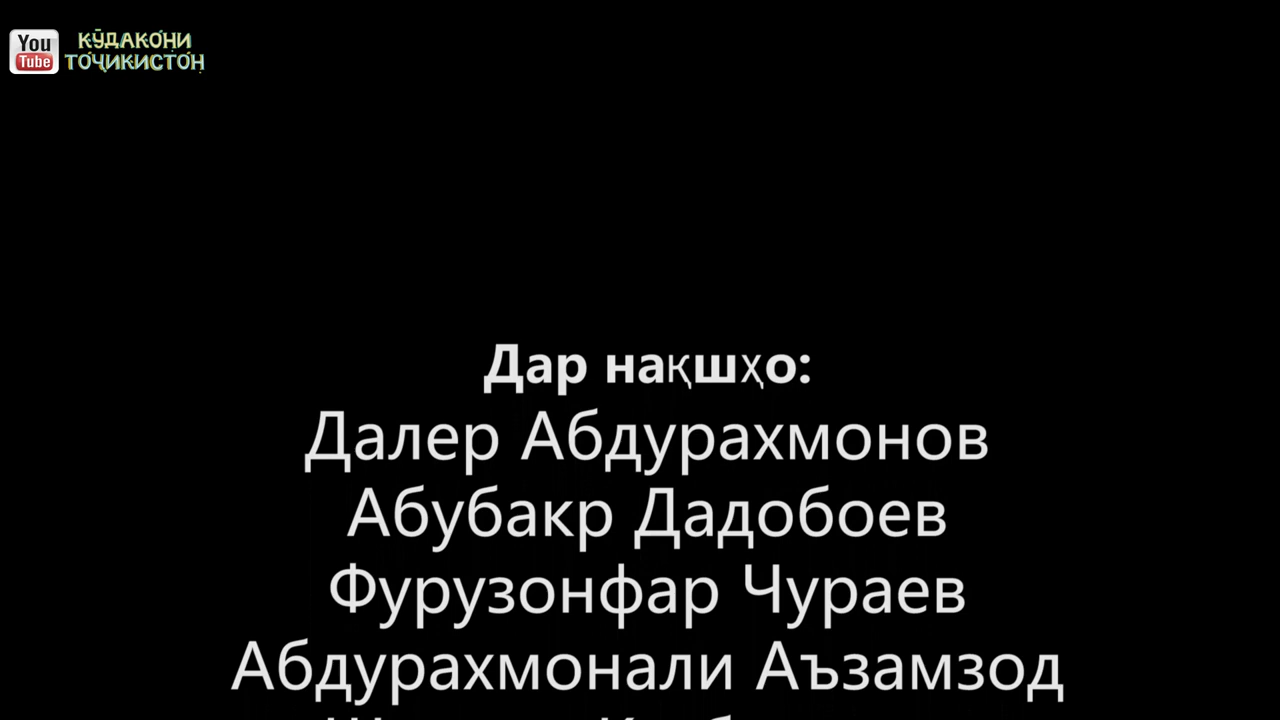 You
Tube
КӮДАКОНИ
ТОҶИКИСТОН
Дар нақшҳо:
Далер Абдурахмонов
Абубакр Дадобоев
Фурузонфар Чураев
Абдурахмонали Аъзамзод